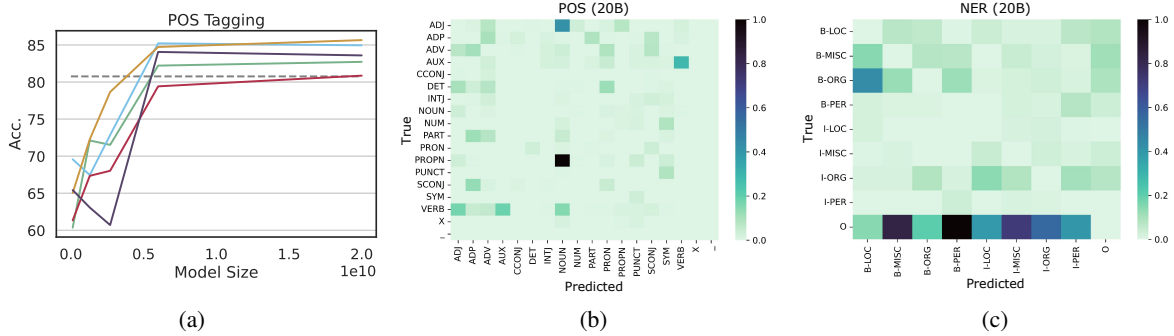 POS Tagging
Acc.
85
80
75
70
65
60
0.0
0.5
1.0
1.5
2.0
1e10
Model Size
(a)
POS (20B)
True
ADJ
ADP
ADV
AUX
CCONJ
DET
INTJ
NOUN
NUM
PART
PRON
PROPN
PUNCT
SCONJ
SYM
VERB
X
_
ADJ
ADP
ADV
AUX
CCONJ
DET
INT
NOUN
NUM
PART
PRON
PROPN
PUNCT
SCONJ
SYM
VERB
X
_
Predicted
1.0
0.8
0.6
0.4
0.2
0.0
(b)
NER (20B)
True
B-LOC
B-MISC
B-ORG
B-PER
I-LOC
I-MISC
I-ORG
I-PER
O
B-LOC
B-MISC
B-ORG
B-PER
I-LOC
I-MISC
I-ORG
I-PER
O
Predicted
1.0
0.8
0.6
0.4
0.2
0.0
(c)